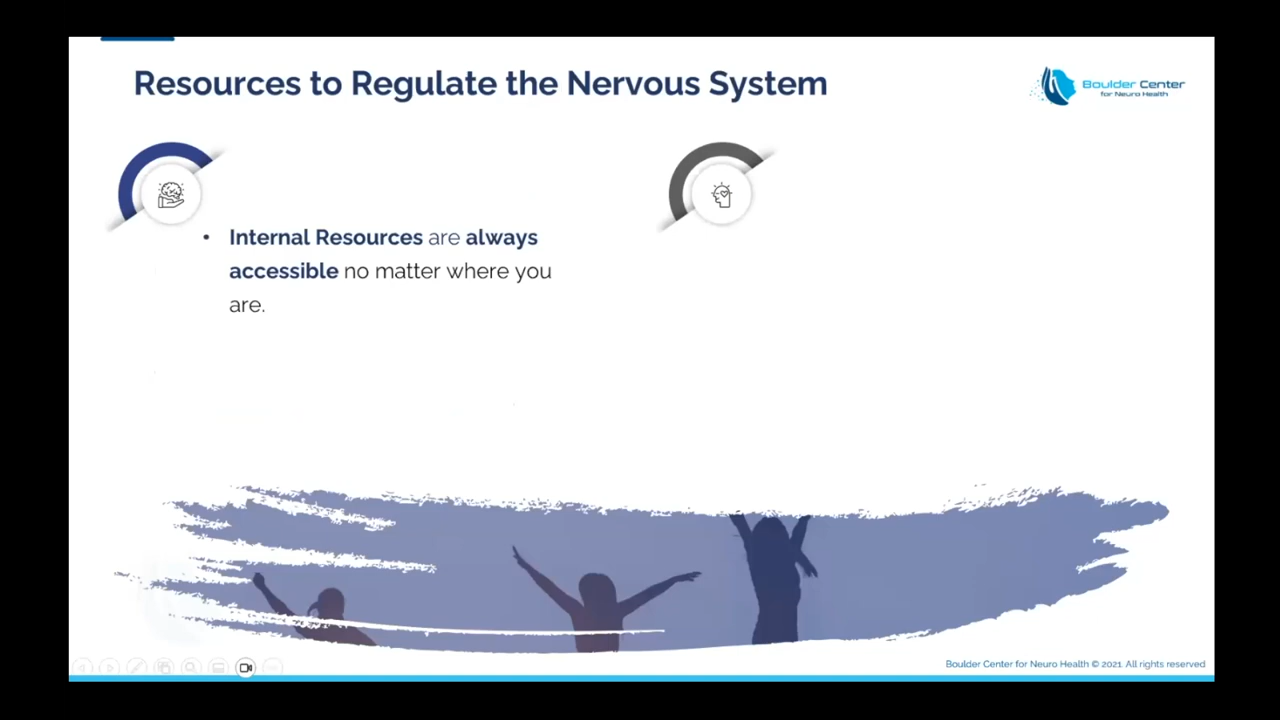 Resources to Regulate the Nervous System
Boulder Center
for Neuro Health
• Internal Resources are always
accessible no matter where you
are.
Boulder Center for Neuro Health © 2021. All rights reserved